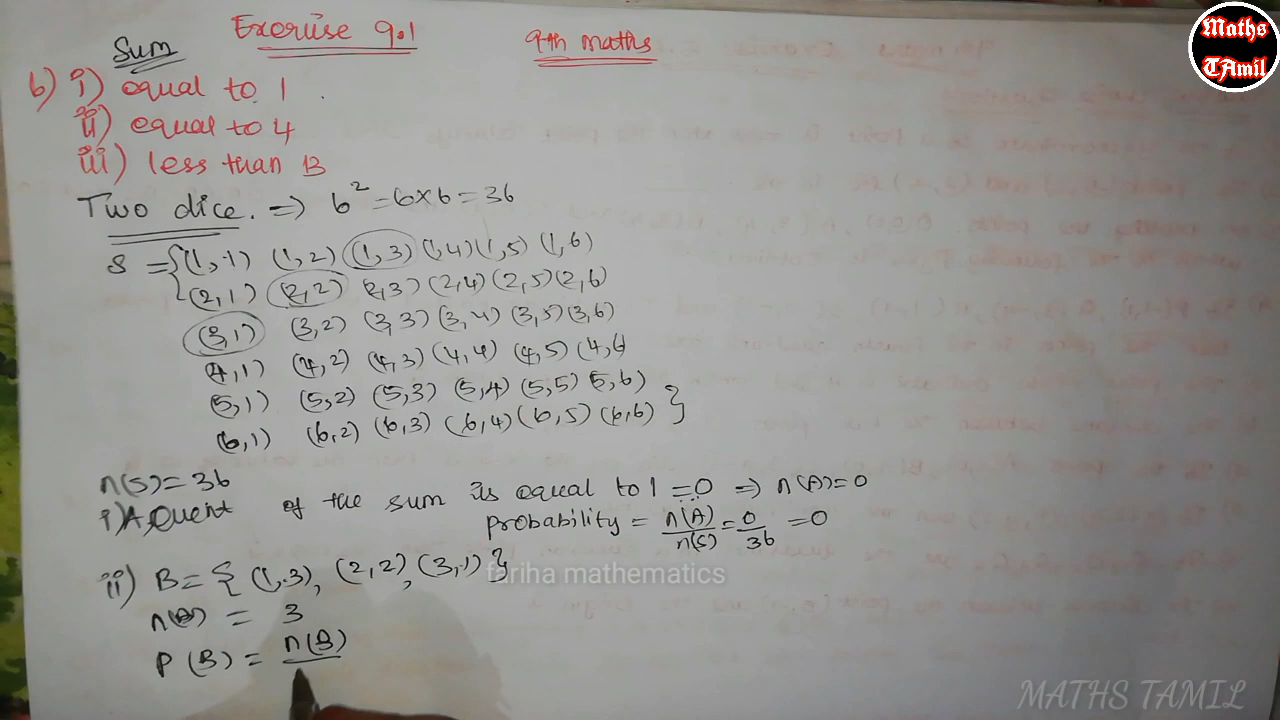 Exercise 9.1
9th maths
Maths
TAmil
Sum
6) i) equal to 1
ii) equal to 4
iii) less than 13
Two dice. => 6² = 6×6 = 36
S = {(1,1) (1,2) (1,3) (1,4) (1,5) (1,6)
(2,1) (2,2) (2,3) (2,4) (2,5) (2,6)
(3,1) (3,2) (3,3) (3,4) (3,5) (3,6)
(4,1) (4,2) (4,3) (4,4) (4,5) (4,6)
(5,1) (5,2) (5,3) (5,4) (5,5) (5,6)
(6,1) (6,2) (6,3) (6,4) (6,5) (6,6) }
n(S) = 36
i) A, Event of the sum is equal to 1 = 0 => n(A) = 0
probability = n(A)/n(S) = 0/36 = 0
ii) B = { (1,3), (2,2), (3,1) }
fariha mathematics
n(B) = 3
P(B) = n(B)
MATHS TAMIL